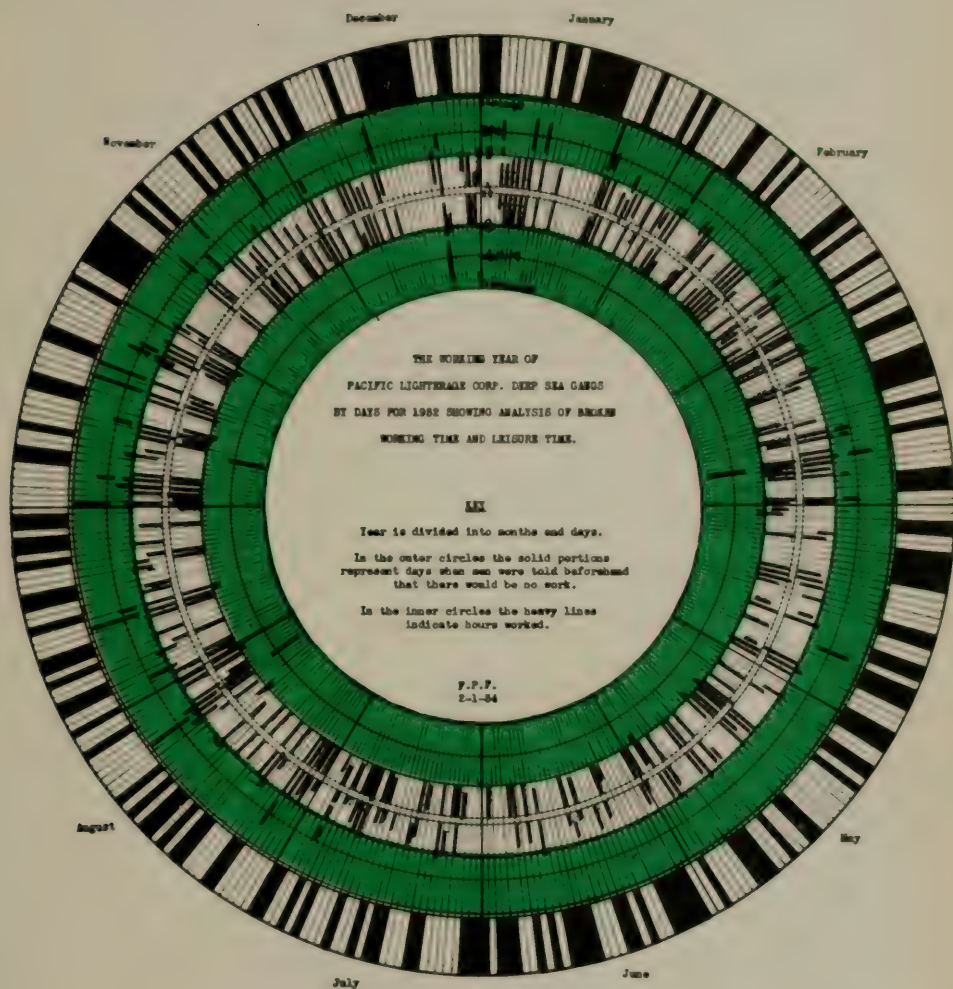 December
January
November
February
THE WORKING YEAR OF
PACIFIC LIGHTERAGE CORP. DEEP SEA GANGS
BY DAYS FOR 1932 SHOWING ANALYSIS OF BROKEN
WORKING TIME AND LEISURE TIME.
KEY
Year is divided into months and days.
In the outer circles the solid portions
represent days when men were told beforehand
that there would be no work.
In the inner circles the heavy lines
indicate hours worked.
F.P.F.
2-1-34
August
May
July
June